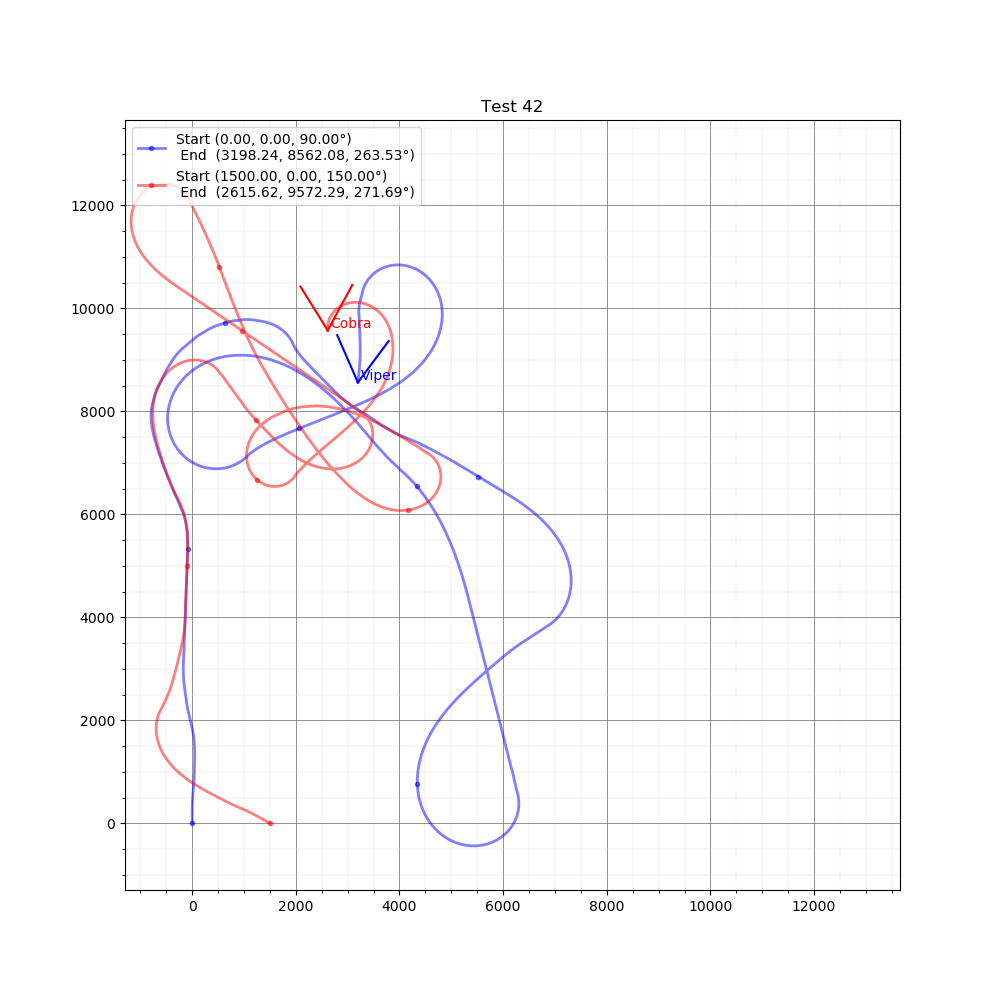 Test 42
Start (0.00, 0.00, 90.00°)
End (3198.24, 8562.08, 263.53°)
Start (1500.00, 0.00, 150.00°)
End (2615.62, 9572.29, 271.69°)
12000
10000
8000
6000
4000
2000
0
Cobra
Viper
0 2000 4000 6000 8000 10000 12000